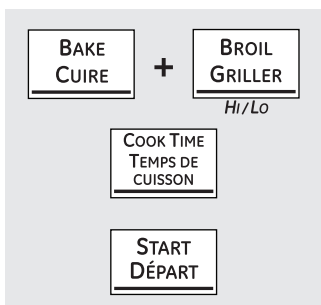 BAKE
CUIRE
+
BROIL
GRILLER
HI/LO
COOK TIME
TEMPS DE
CUISSON
START
DÉPART